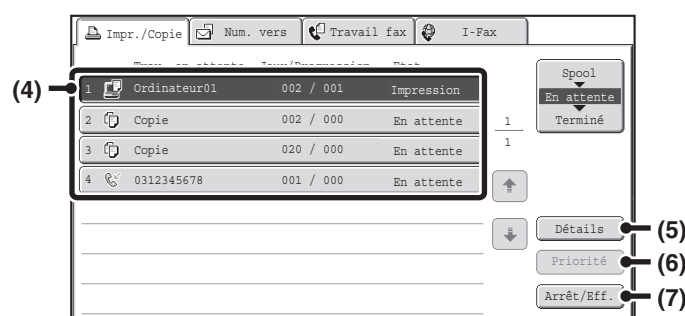 Impr./Copie Num. vers Travail fax I-Fax
(4)
1 Ordinateur01 002 / 001 Impression
2 Copie 002 / 000 En attente
3 Copie 020 / 000 En attente
4 0312345678 001 / 000 En attente
1
1
Spool
En attente
Terminé
Détails (5)
Priorité (6)
Arrêt/Eff. (7)